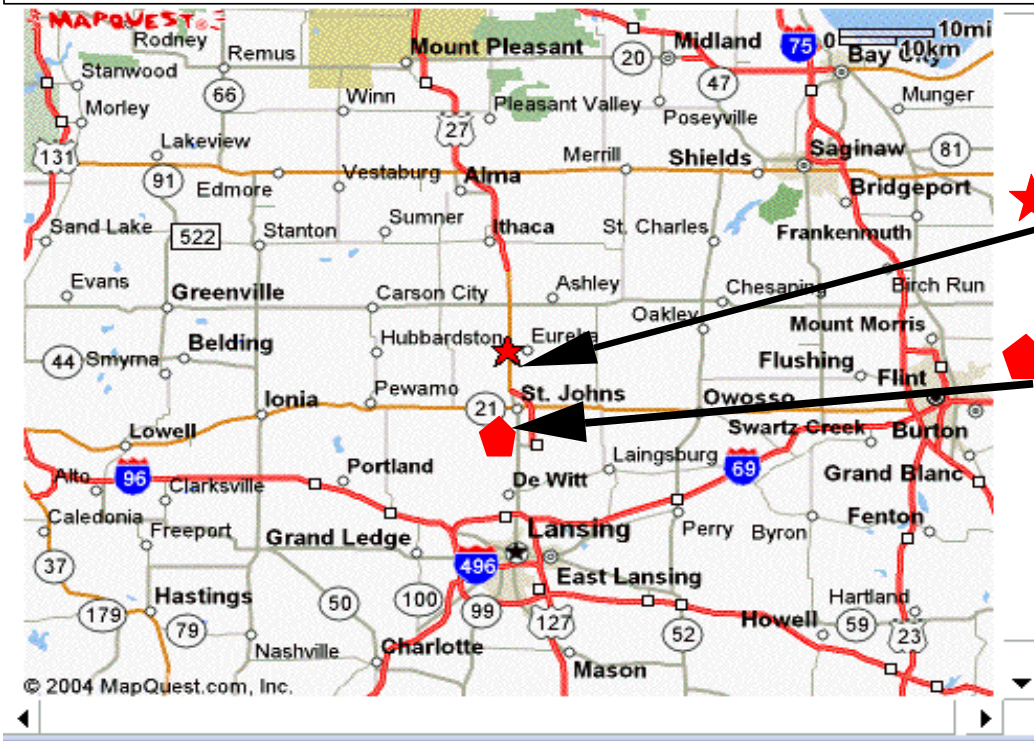 MAPQUEST
0 10mi
10km
Rodney
Remus
Mount Pleasant
20
Midland
75
Bay City
Stanwood
Morley
66
Winn
Pleasant Valley
47
Poseyville
Munger
131
Lakeview
27
Merrill
Shields
Saginaw
81
91
Edmore
Vestaburg
Alma
Bridgeport
Sand Lake
522
Stanton
Sumner
Ithaca
St. Charles
Frankenmuth
Evans
Greenville
Carson City
Ashley
Chesaning
Birch Run
Oakley
Mount Morris
44
Smyrna
Belding
Hubbardston
Eureka
Flushing
Flint
Ionia
Pewamo
21
St. Johns
Owosso
Lowell
Swartz Creek
Burton
Alto
96
Clarksville
Portland
De Witt
Laingsburg
69
Grand Blanc
Caledonia
Freeport
Grand Ledge
Lansing
Perry
Byron
Fenton
37
496
East Lansing
Hastings
50
100
99
Hartland
179
79
127
52
Howell
59
23
Nashville
Charlotte
Mason
© 2004 MapQuest.com, Inc.